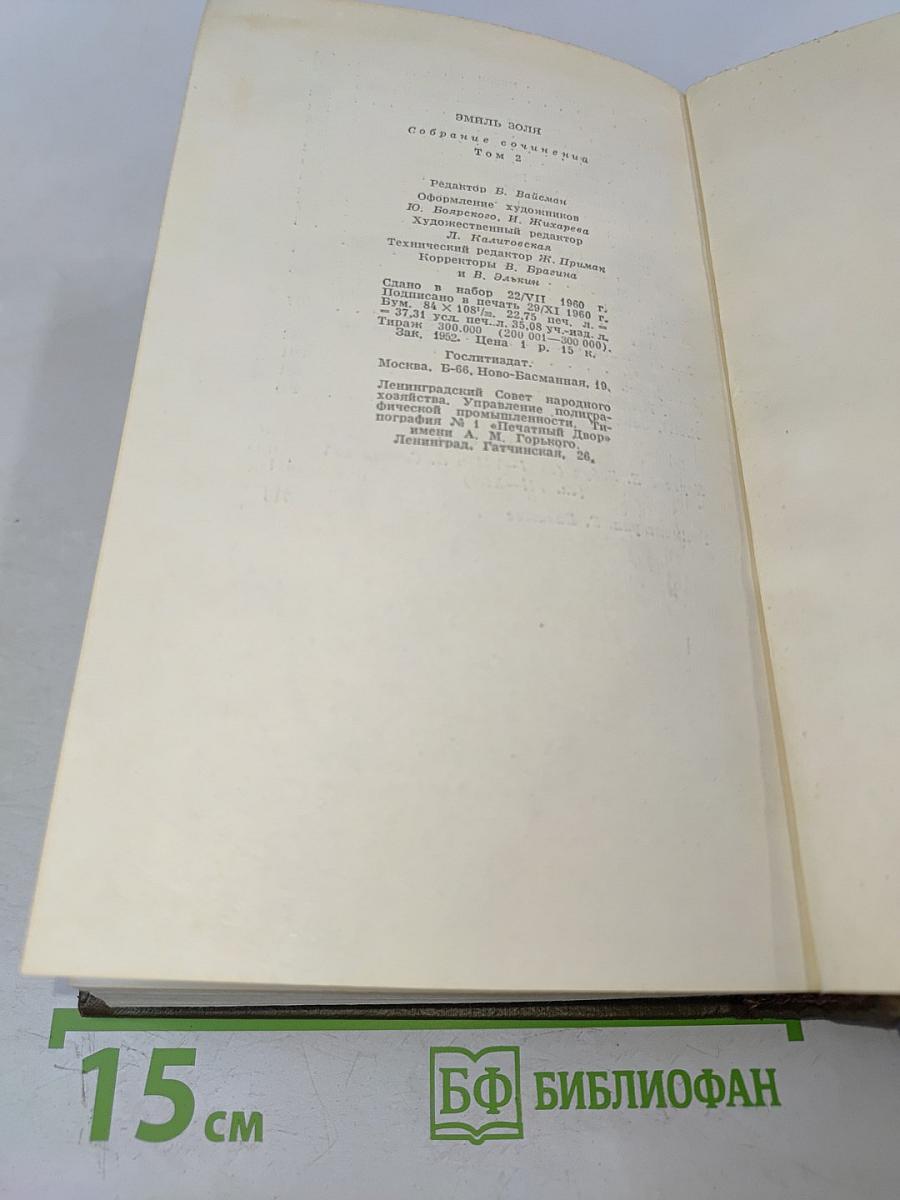 ЭМИЛЬ ЗОЛЯ
Собрание сочинений
Том 2
Редактор Б. Вайсман
Оформление художников
Ю. Боярского, И. Жихарева
Художественный редактор
Л. Калитовская
Технический редактор Ж. Примак
Корректоры В. Брагина
и В. Элькин
Сдано в набор 22/VII 1960 г.
Подписано в печать 29/XI 1960 г.
Бум. 84 × 108¹/₃₂. 22,75 печ. л. =
= 37,31 усл. печ. л. 35,08 уч.-изд. л.
Тираж 300.000 (200 001—300 000).
Зак. 1952. Цена 1 р. 15 к.
Гослитиздат.
Москва, Б-66, Ново-Басманная, 19.
Ленинградский Совет народного
хозяйства. Управление полигра-
фической промышленности. Ти-
пография № 1 «Печатный Двор»
имени А. М. Горького.
Ленинград, Гатчинская, 26.
15 см
БФ БИБЛИОФАН